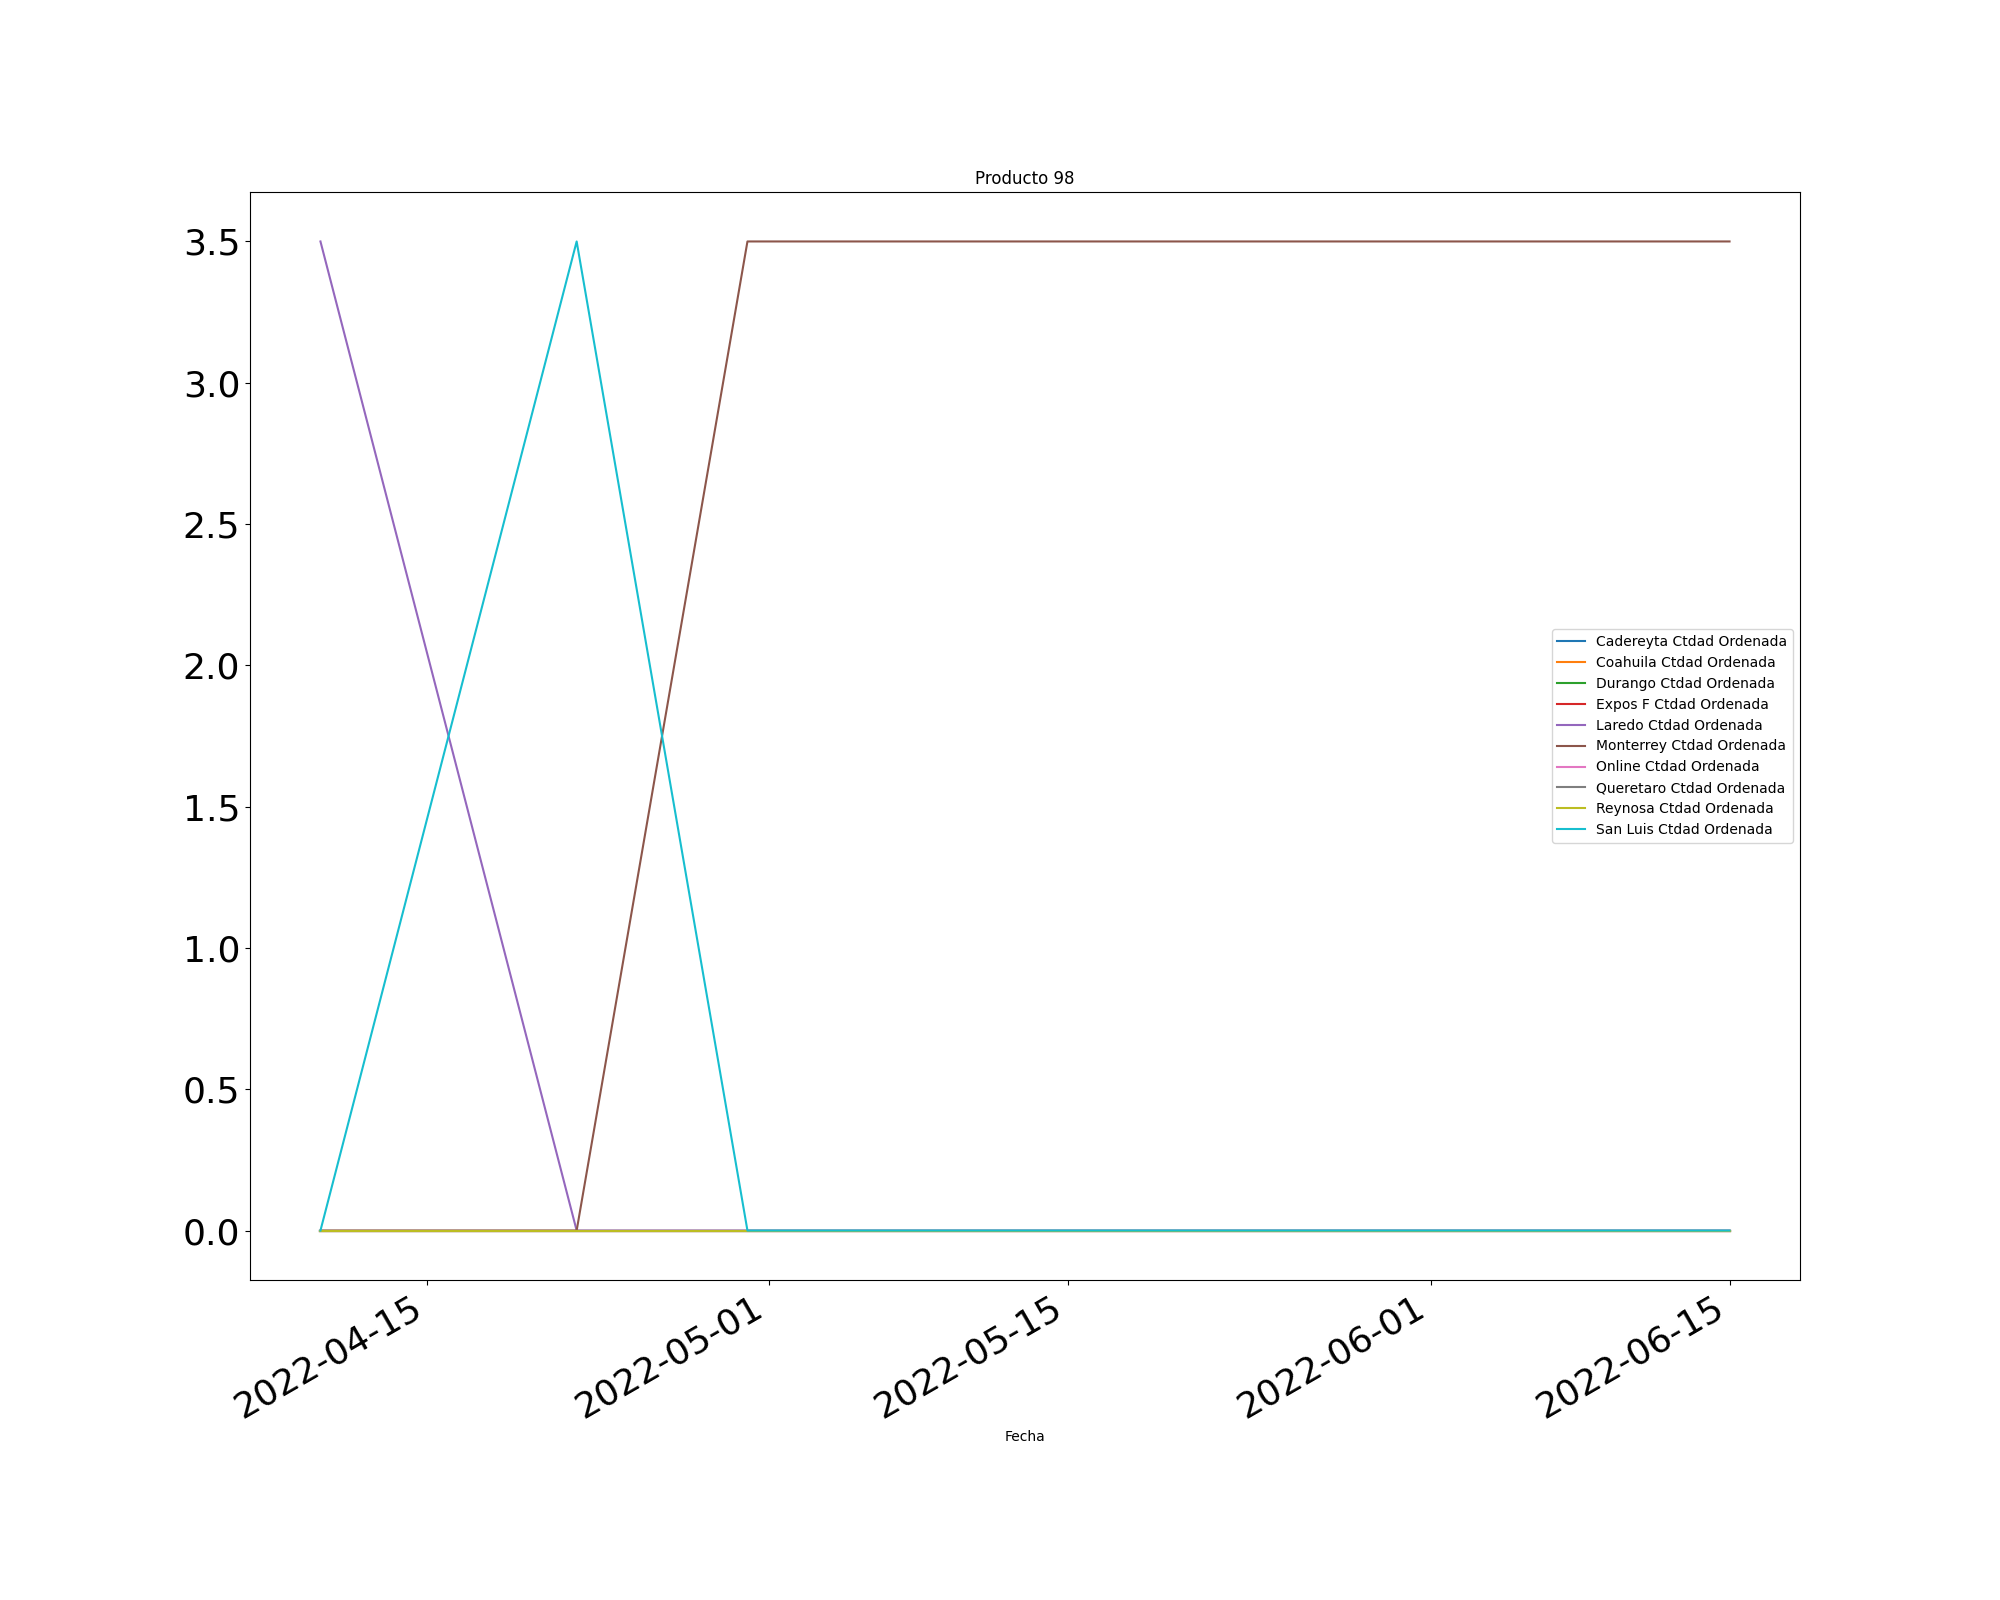 Producto 98
3.5
3.0
2.5
2.0
1.5
1.0
0.5
0.0
Cadereyta Ctdad Ordenada
Coahuila Ctdad Ordenada
Durango Ctdad Ordenada
Expos F Ctdad Ordenada
Laredo Ctdad Ordenada
Monterrey Ctdad Ordenada
Online Ctdad Ordenada
Queretaro Ctdad Ordenada
Reynosa Ctdad Ordenada
San Luis Ctdad Ordenada
2022-04-15
2022-05-01
2022-05-15
2022-06-01
2022-06-15
Fecha